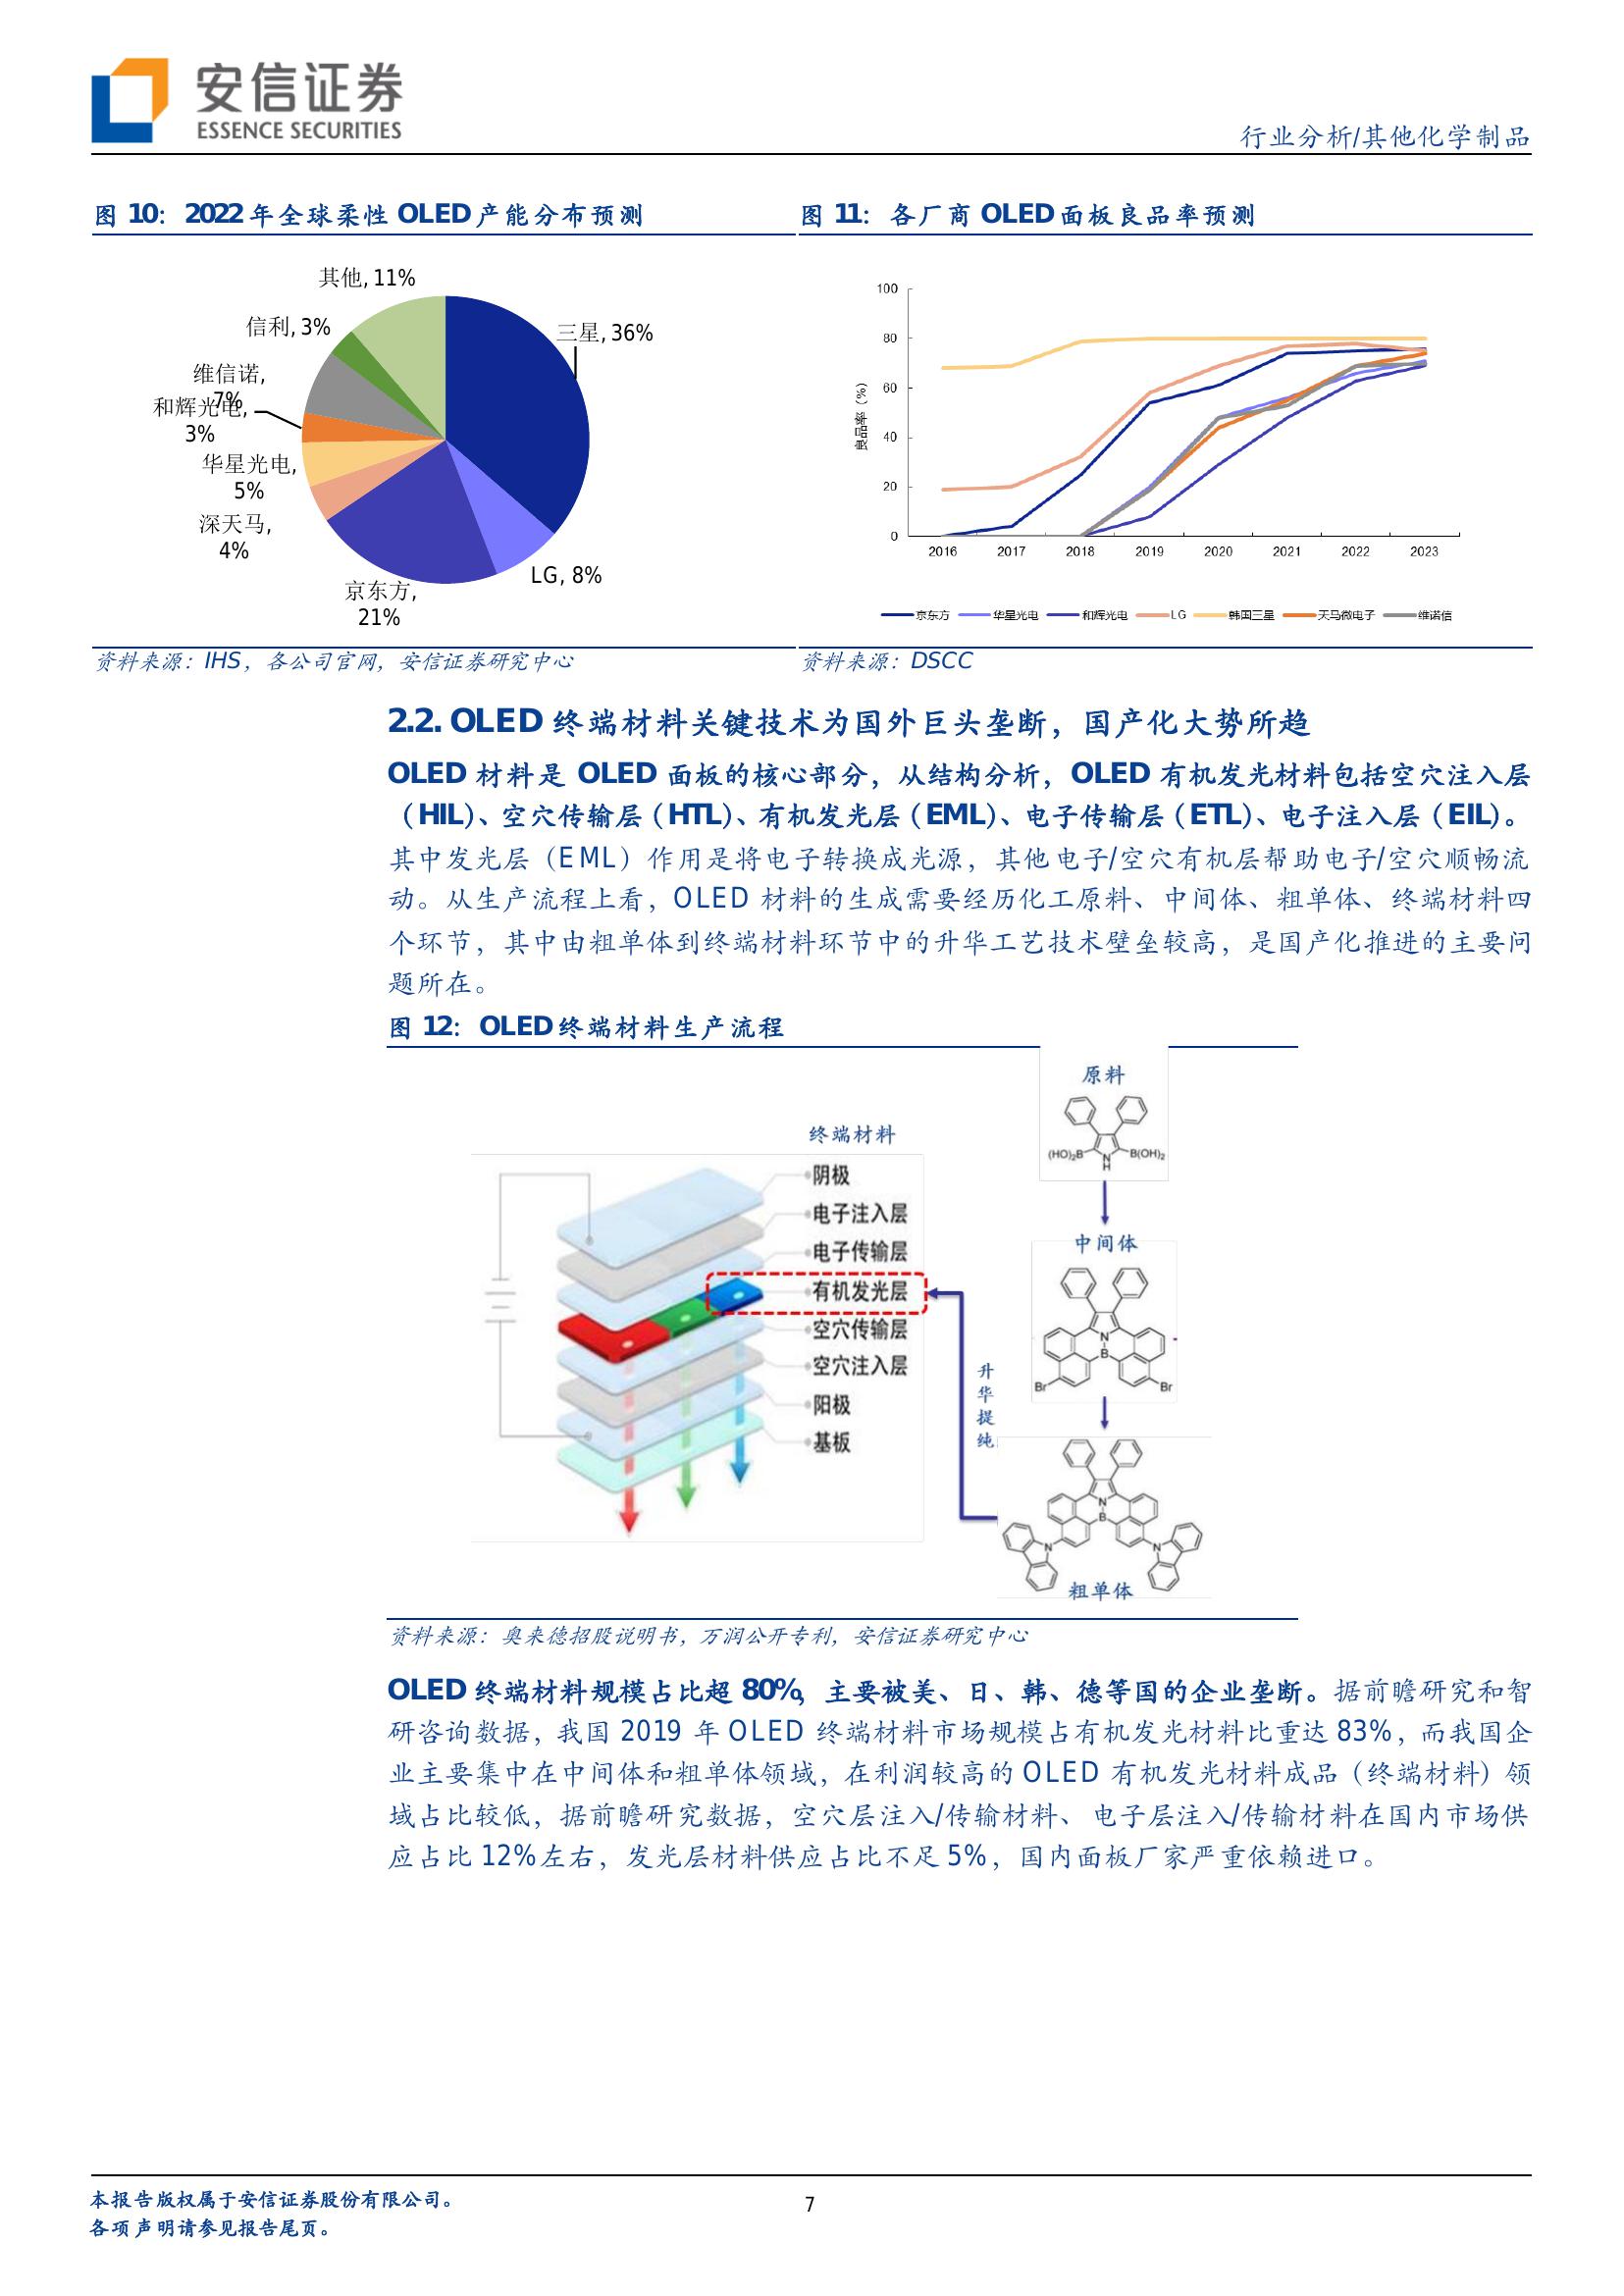 安信证券
ESSENCE SECURITIES
行业分析/其他化学制品
图 10: 2022 年全球柔性 OLED 产能分布预测
其他, 11%
信利, 3%
三星, 36%
维信诺,
7%
和辉光电,
3%
华星光电,
5%
深天马,
4%
京东方,
21%
LG, 8%
资料来源：IHS，各公司官网，安信证券研究中心
图 11: 各厂商 OLED 面板良品率预测
良品率（%）
100
80
60
40
20
0
2016 2017 2018 2019 2020 2021 2022 2023
京东方 华星光电 和辉光电 LG 韩国三星 天马微电子 维诺信
资料来源：DSCC
2.2. OLED 终端材料关键技术为国外巨头垄断，国产化大势所趋
OLED 材料是 OLED 面板的核心部分，从结构分析，OLED 有机发光材料包括空穴注入层
（HIL）、空穴传输层（HTL）、有机发光层（EML）、电子传输层（ETL）、电子注入层（EIL）。
其中发光层（EML）作用是将电子转换成光源，其他电子/空穴有机层帮助电子/空穴顺畅流
动。从生产流程上看，OLED 材料的生成需要经历化工原料、中间体、粗单体、终端材料四
个环节，其中由粗单体到终端材料环节中的升华工艺技术壁垒较高，是国产化推进的主要问
题所在。
图 12: OLED 终端材料生产流程
终端材料
阴极
电子注入层
电子传输层
有机发光层
空穴传输层
空穴注入层
阳极
基板
升
华
提
纯
原料
(HO)₂B N B(OH)₂
H
中间体
N
B
Br Br
N
B
N N
粗单体
资料来源：奥来德招股说明书，万润公开专利，安信证券研究中心
OLED 终端材料规模占比超 80%，主要被美、日、韩、德等国的企业垄断。据前瞻研究和智
研咨询数据，我国 2019 年 OLED 终端材料市场规模占有机发光材料比重达 83%，而我国企
业主要集中在中间体和粗单体领域，在利润较高的 OLED 有机发光材料成品（终端材料）领
域占比较低，据前瞻研究数据，空穴层注入/传输材料、电子层注入/传输材料在国内市场供
应占比 12%左右，发光层材料供应占比不足 5%，国内面板厂家严重依赖进口。
本报告版权属于安信证券股份有限公司。
各项声明请参见报告尾页。
7